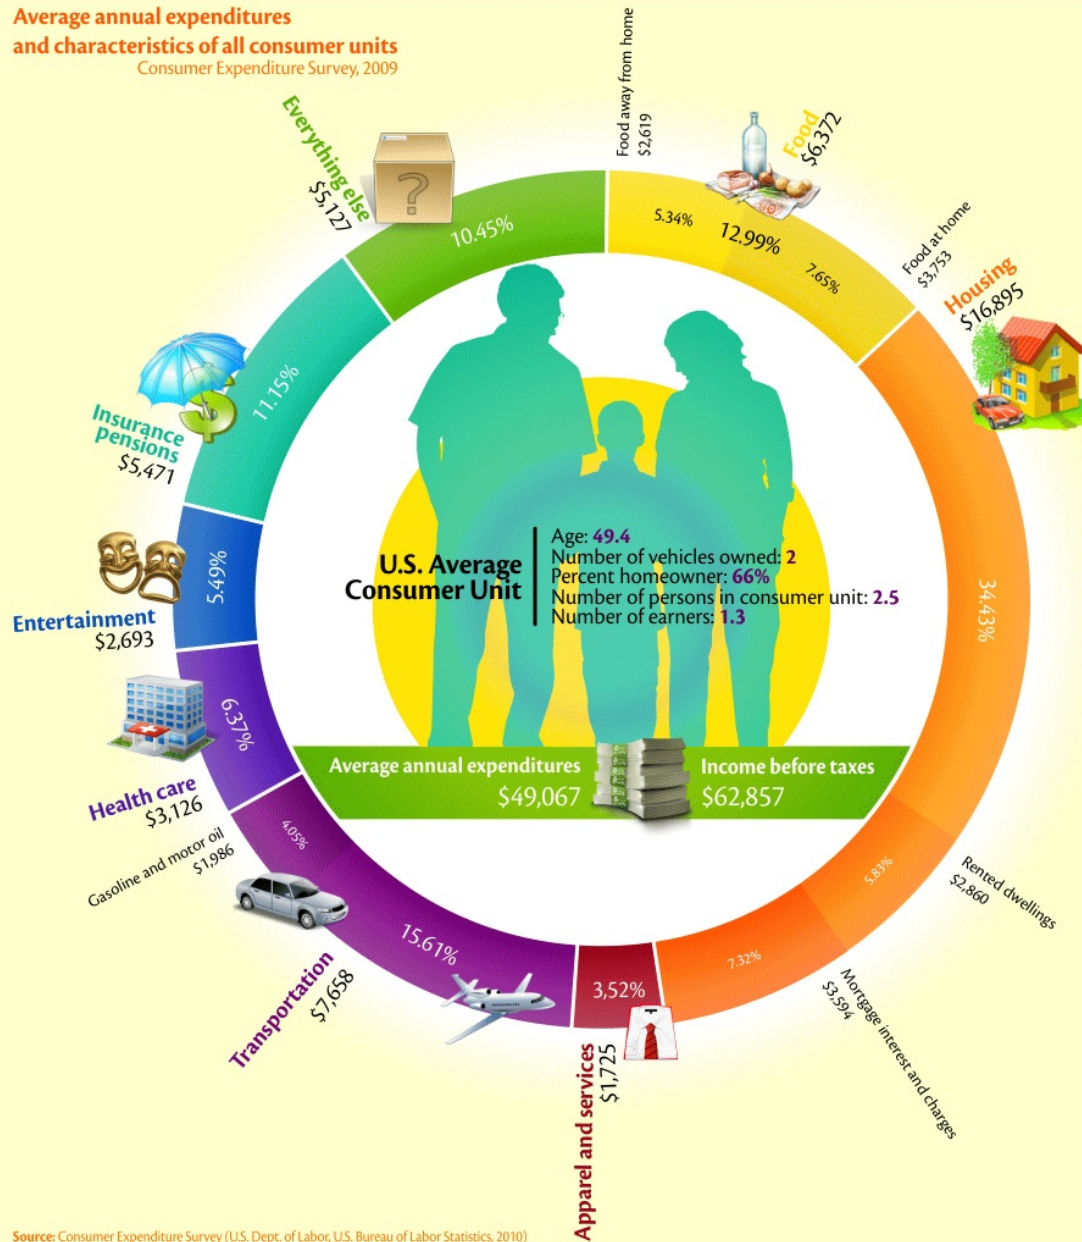 Average annual expenditures
and characteristics of all consumer units
Consumer Expenditure Survey, 2009
Food away from home
$2,619
Food
$6,372
5.34%
12.99%
7.65%
Food at home
$3,753
Housing
$16,895
34.43%
Rented dwellings
$2,860
5.83%
Mortgage interest and charges
$3,594
7.32%
Apparel and services
$1,725
3,52%
Transportation
$7,658
15.61%
Gasoline and motor oil
$1,986
4.05%
Health care
$3,126
6.37%
Entertainment
$2,693
5.49%
Insurance
pensions
$5,471
11.15%
Everything else
$5,127
10.45%
?
$
U.S. Average
Consumer Unit
Age: 49.4
Number of vehicles owned: 2
Percent homeowner: 66%
Number of persons in consumer unit: 2.5
Number of earners: 1.3
Average annual expenditures
$49,067
Income before taxes
$62,857
Source: Consumer Expenditure Survey (U.S. Dept. of Labor, U.S. Bureau of Labor Statistics, 2010)